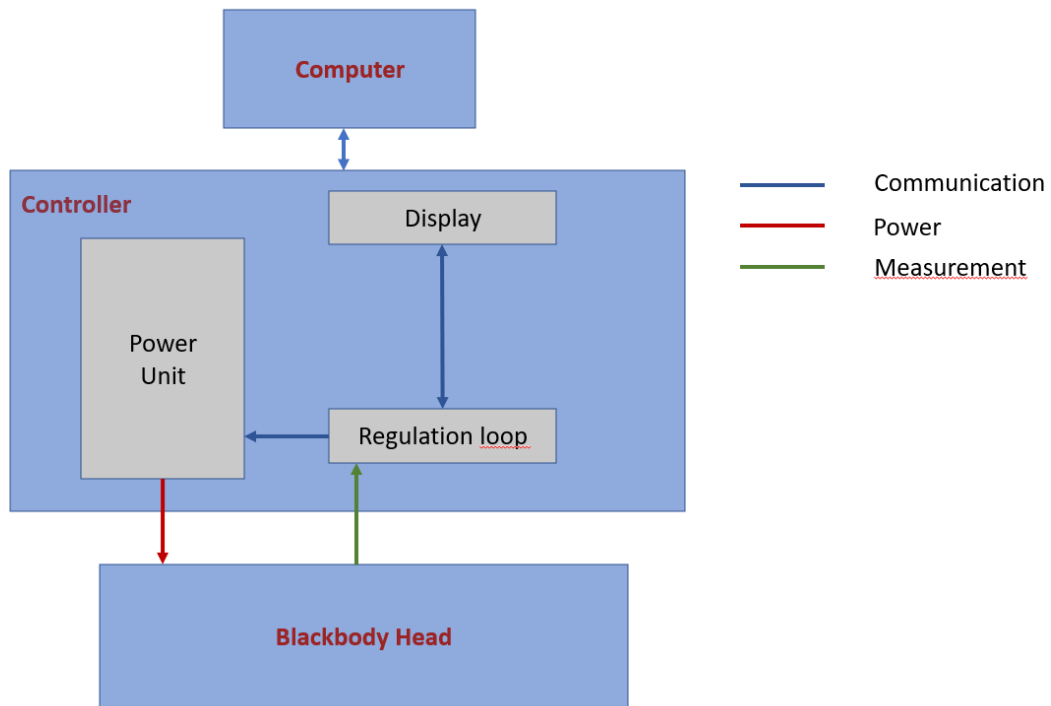 Computer
Controller
Display
Power
Unit
Regulation loop
Blackbody Head
Communication
Power
Measurement